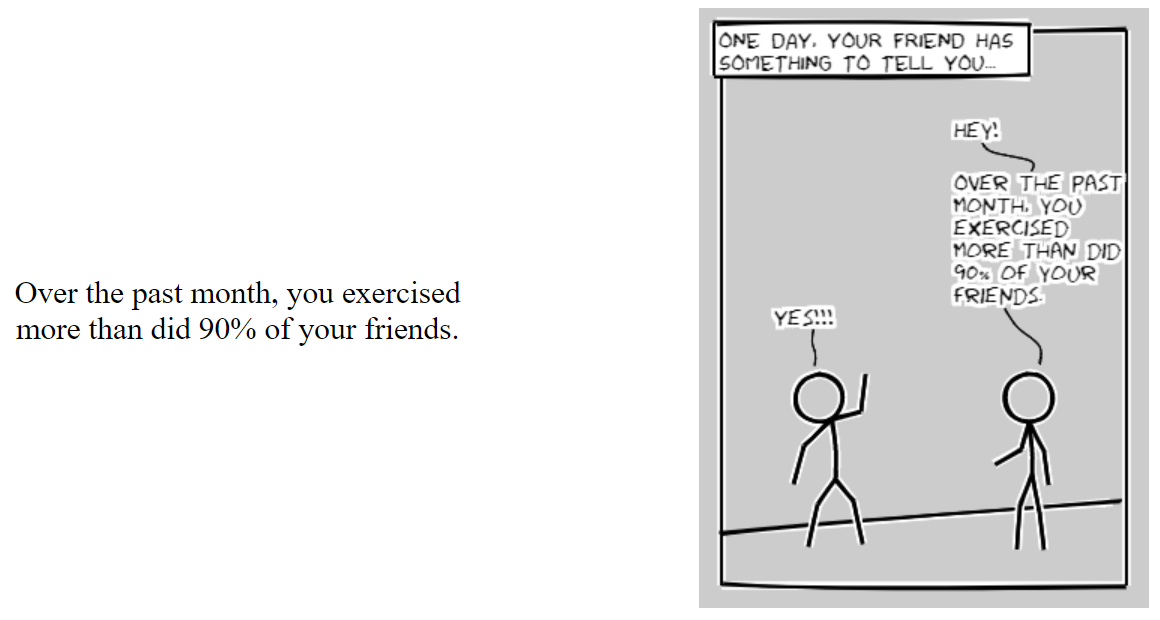 Over the past month, you exercised
more than did 90% of your friends.
ONE DAY, YOUR FRIEND HAS
SOMETHING TO TELL YOU...
HEY!
OVER THE PAST
MONTH, YOU
EXERCISED
MORE THAN DID
90% OF YOUR
FRIENDS.
YES!!!